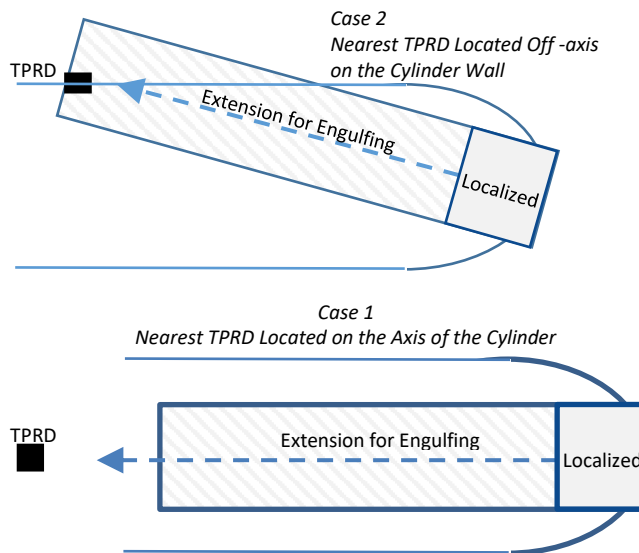 Case 2
Nearest TPRD Located Off -axis
on the Cylinder Wall
TPRD
Extension for Engulfing
Localized
Case 1
Nearest TPRD Located on the Axis of the Cylinder
TPRD
Extension for Engulfing
Localized